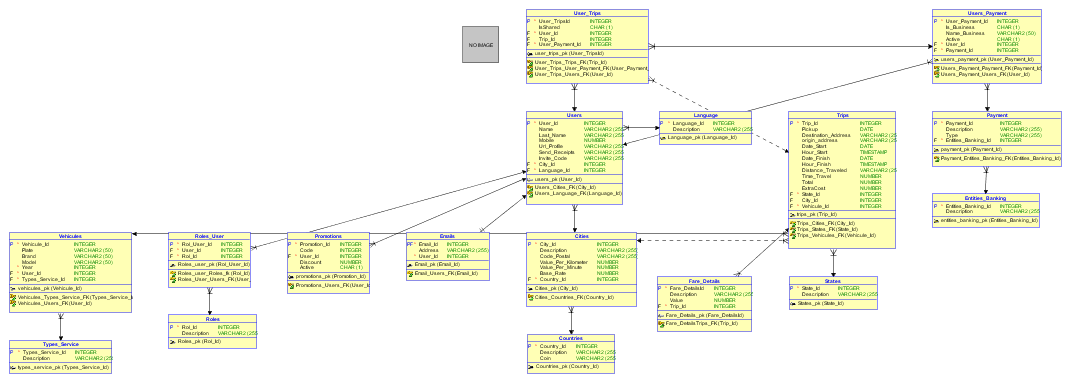 User_Trips
P * User_TripsId INTEGER
IsShared CHAR (1)
F * User_Id INTEGER
F Trip_Id INTEGER
F * User_Payment_Id INTEGER
user_trips_pk (User_TripsId)
User_Trips_Trips_FK (Trip_Id)
User_Trips_User_Payment_FK (User_Payment
User_Trips_Users_FK (User_Id)
NO IMAGE
Users_Payment
P * User_Payment_Id INTEGER
Is_Business CHAR (1)
Name_Business VARCHAR2 (50)
Active CHAR (1)
F * User_Id INTEGER
F * Payment_Id INTEGER
users_payment_pk (User_Payment_Id)
Users_Payment_Payment_FK (Payment_Id
Users_Payment_Users_FK (User_Id)
Users
P * User_Id INTEGER
Name VARCHAR2 (255
Last_Name VARCHAR2 (255
Mobile NUMBER
Url_Profile VARCHAR2 (255
Send_Receipts VARCHAR2 (255
Invite_Code VARCHAR2 (255
F * City_Id INTEGER
F * Language_Id INTEGER
users_pk (User_Id)
Users_Cities_FK (City_Id)
Users_Language_FK (Language_Id)
Language
P * Language_Id INTEGER
Description VARCHAR2 (255
Language_pk (Language_Id)
Trips
P * Trip_Id INTEGER
Pickup DATE
Destination_Address VARCHAR2 (25
origin_address VARCHAR2 (25
Date_Start DATE
Hour_Start TIMESTAMP
Date_Finish DATE
Hour_Finish TIMESTAMP
Distance_Traveled VARCHAR2 (25
Time_Travel NUMBER
Total NUMBER
ExtraCost NUMBER
F * State_Id INTEGER
F City_Id INTEGER
F * Vehicule_Id INTEGER
trips_pk (Trip_Id)
Trips_Cities_FK (City_Id)
Trips_States_FK (State_Id)
Trips_Vehicules_FK (Vehicule_Id)
Payment
P * Payment_Id INTEGER
Description VARCHAR2 (255)
Type VARCHAR2 (255)
F * Entities_Banking_Id INTEGER
payment_pk (Payment_Id)
Payment_Entities_Banking_FK (Entities_Banking_Id)
Entities_Banking
P * Entities_Banking_Id INTEGER
Description VARCHAR2 (255
entities_banking_pk (Entities_Banking_Id)
Vehicules
P * Vehicule_Id INTEGER
Plate VARCHAR2 (50)
Brand VARCHAR2 (50)
Model VARCHAR2 (50)
* Year INTEGER
F * User_Id INTEGER
F * Types_Service_Id INTEGER
vehicules_pk (Vehicule_Id)
Vehicules_Types_Service_FK (Types_Service_I
Vehicules_Users_FK (User_Id)
Roles_User
P * Rol_User_Id INTEGER
F * User_Id INTEGER
F * Rol_Id INTEGER
Roles_user_pk (Rol_User_Id)
Roles_user_Roles_fk (Rol_Id)
Roles_User_Users_FK (User_
Promotions
P * Promotion_Id INTEGER
Code INTEGER
F * User_Id INTEGER
Discount NUMBER
Active CHAR (1)
promotions_pk (Promotion_Id)
Promotions_Users_FK (User_I
Emails
P * Email_Id INTEGER
Address VARCHAR2 (255)
F * User_Id INTEGER
Email_pk (Email_Id)
Email_Users_FK (Email_Id)
Cities
P * City_Id INTEGER
Description VARCHAR2 (255
Code_Postal VARCHAR2 (255
Value_Per_Kilometer NUMBER
Value_Per_Minute NUMBER
Base_Rate NUMBER
F * Country_Id INTEGER
Cities_pk (City_Id)
Cities_Countries_FK (Country_Id)
Fare_Details
P * Fare_DetailsId INTEGER
Description VARCHAR2 (255
Value NUMBER
F * Trip_Id INTEGER
Fare_Details_pk (Fare_DetailsId)
Fare_DetailsTrips_FK (Trip_Id)
States
P * State_Id INTEGER
Description VARCHAR2 (255
States_pk (State_Id)
Roles
P * Rol_Id INTEGER
Description VARCHAR2 (255
Roles_pk (Rol_Id)
Types_Service
P * Types_Service_Id INTEGER
Description VARCHAR2 (255
types_service_pk (Types_Service_Id)
Countries
P * Country_Id INTEGER
Description VARCHAR2 (255
Coin VARCHAR2 (255
Countries_pk (Country_Id)